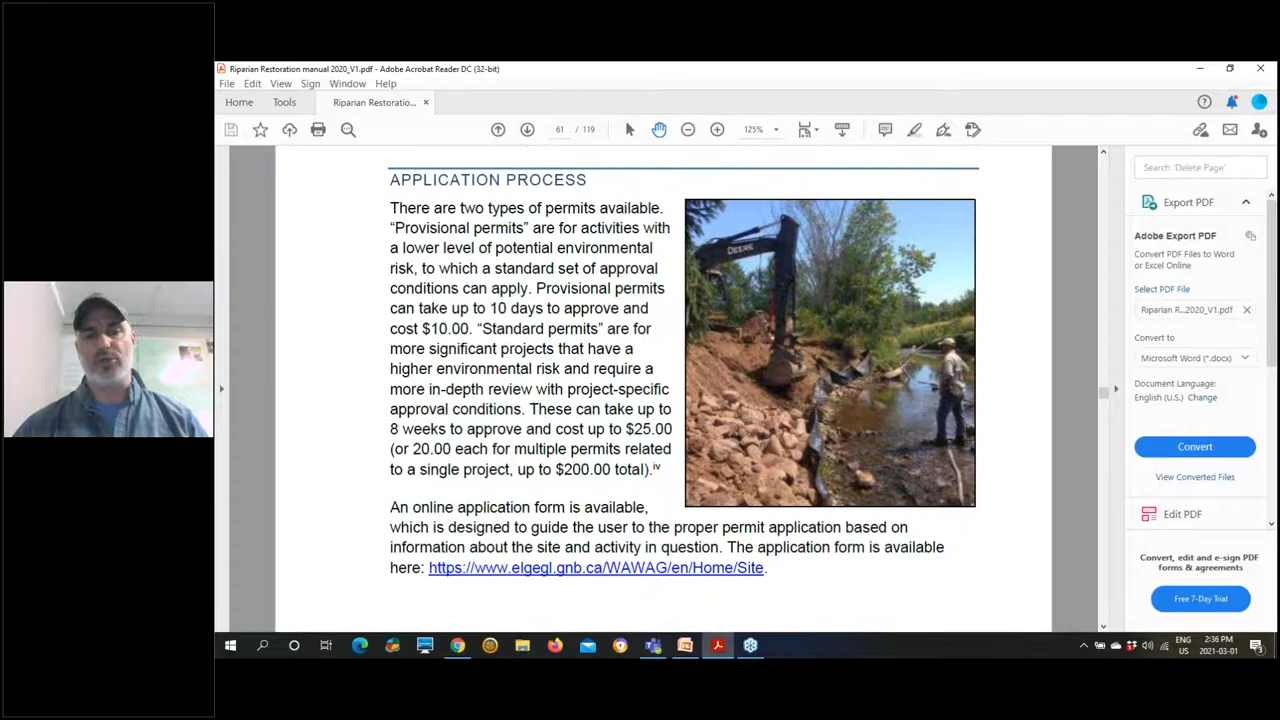 Riparian Restoration manual 2020_V1.pdf - Adobe Acrobat Reader DC (32-bit)
File Edit View Sign Window Help
Home Tools Riparian Restoratio... ×
61 / 119 125%
APPLICATION PROCESS
There are two types of permits available.
“Provisional permits” are for activities with
a lower level of potential environmental
risk, to which a standard set of approval
conditions can apply. Provisional permits
can take up to 10 days to approve and
cost $10.00. “Standard permits” are for
more significant projects that have a
higher environmental risk and require a
more in-depth review with project-specific
approval conditions. These can take up to
8 weeks to approve and cost up to $25.00
(or 20.00 each for multiple permits related
to a single project, up to $200.00 total).iv
An online application form is available,
which is designed to guide the user to the proper permit application based on
information about the site and activity in question. The application form is available
here: https://www.elgegl.gnb.ca/WAWAG/en/Home/Site.
DEERE
Search 'Delete Page'
Export PDF
Adobe Export PDF
Convert PDF Files to Word
or Excel Online
Select PDF File
Riparian R...2020_V1.pdf
Convert to
Microsoft Word (*.docx)
Document Language:
English (U.S.) Change
Convert
View Converted Files
Edit PDF
Convert, edit and e-sign PDF
forms & agreements
Free 7-Day Trial
ENG
US
2:36 PM
2021-03-01
3